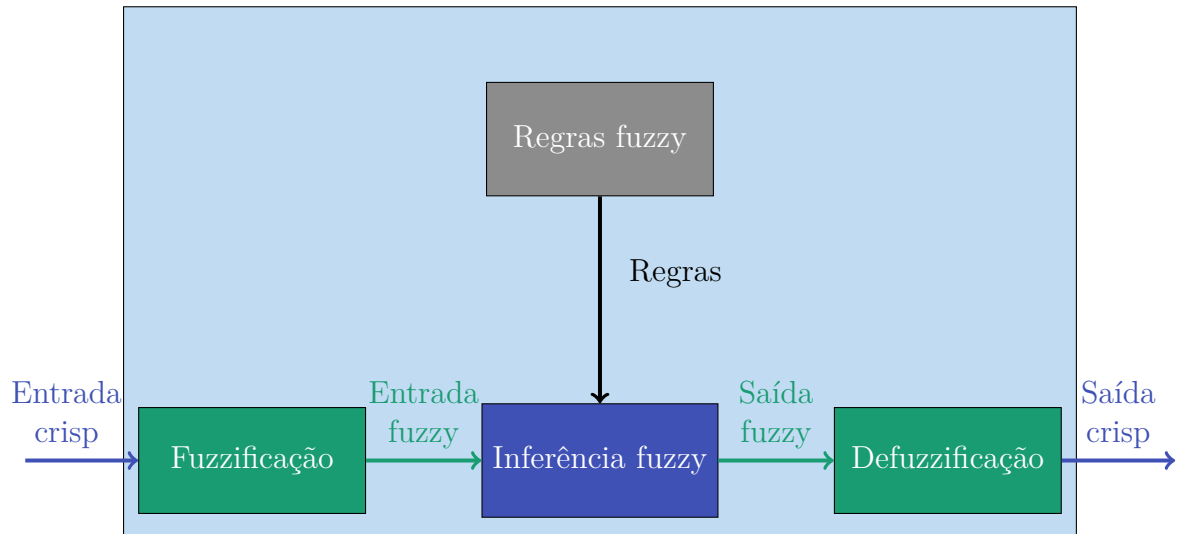 Regras fuzzy
Regras
Entrada
crisp
Fuzzificação
Entrada
fuzzy
Inferência fuzzy
Saída
fuzzy
Defuzzificação
Saída
crisp